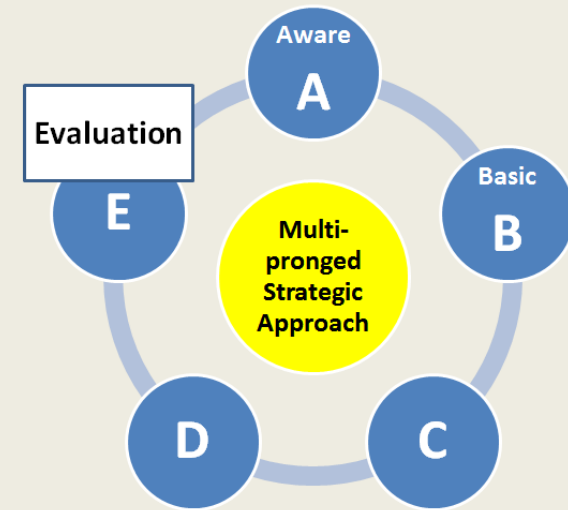 Aware
A
Basic
B
C
D
Evaluation
E
Multi-
pronged
Strategic
Approach